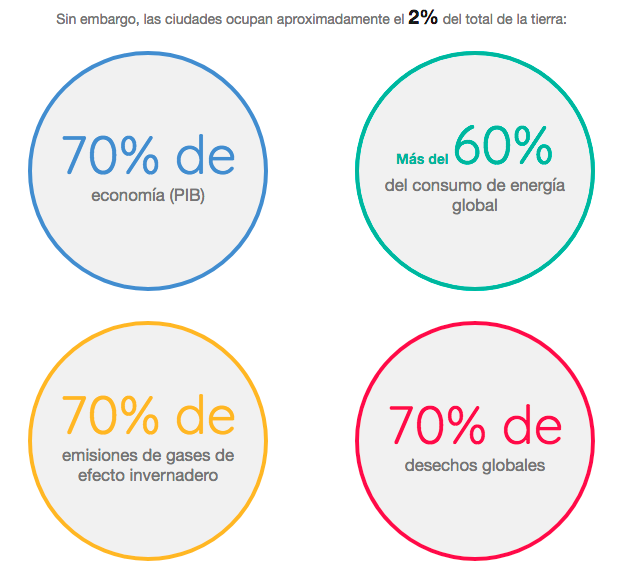 Sin embargo, las ciudades ocupan aproximadamente el 2% del total de la tierra:
70% de
economía (PIB)
Más del 60%
del consumo de energía
global
70% de
emisiones de gases de
efecto invernadero
70% de
desechos globales